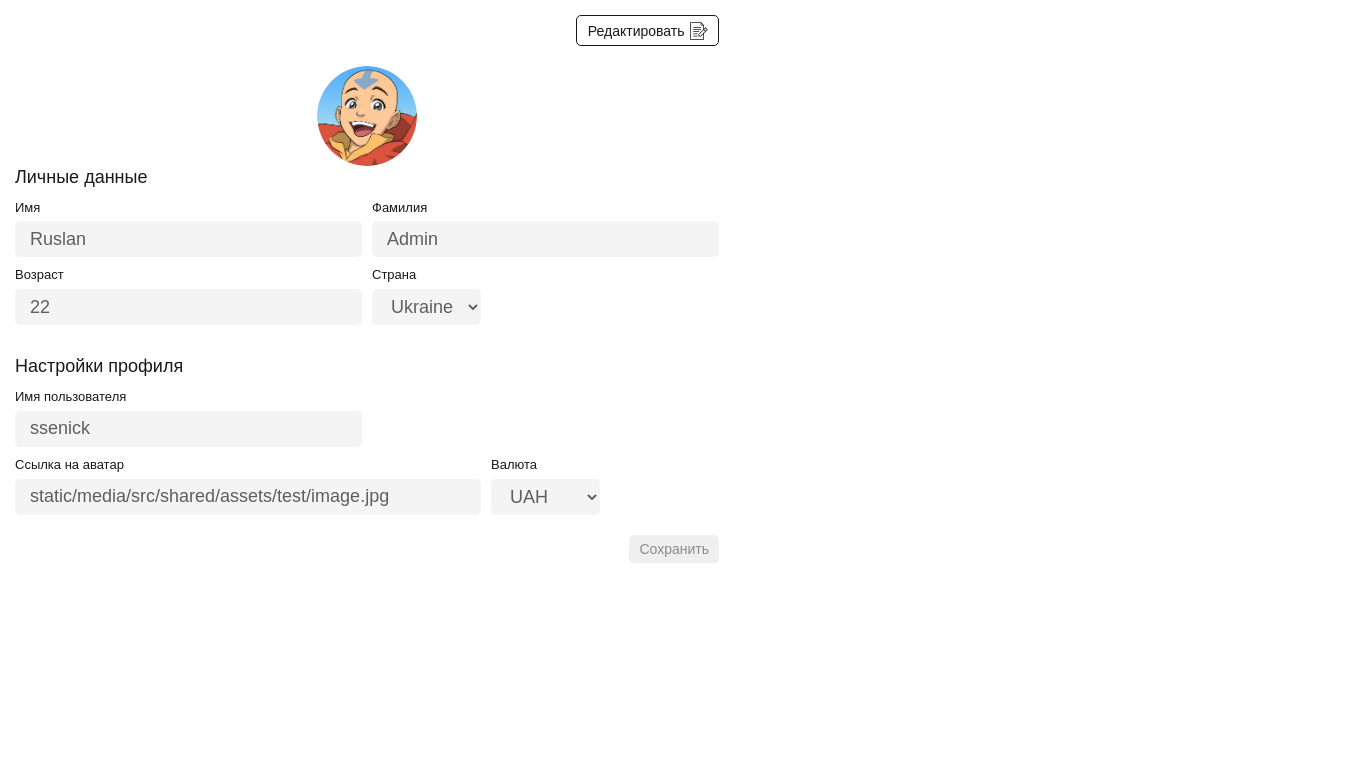 Редактировать
Личные данные
Имя Фамилия
Ruslan Admin
Возраст Страна
22 Ukraine
Настройки профиля
Имя пользователя
ssenick
Ссылка на аватар Валюта
static/media/src/shared/assets/test/image.jpg UAH
Сохранить